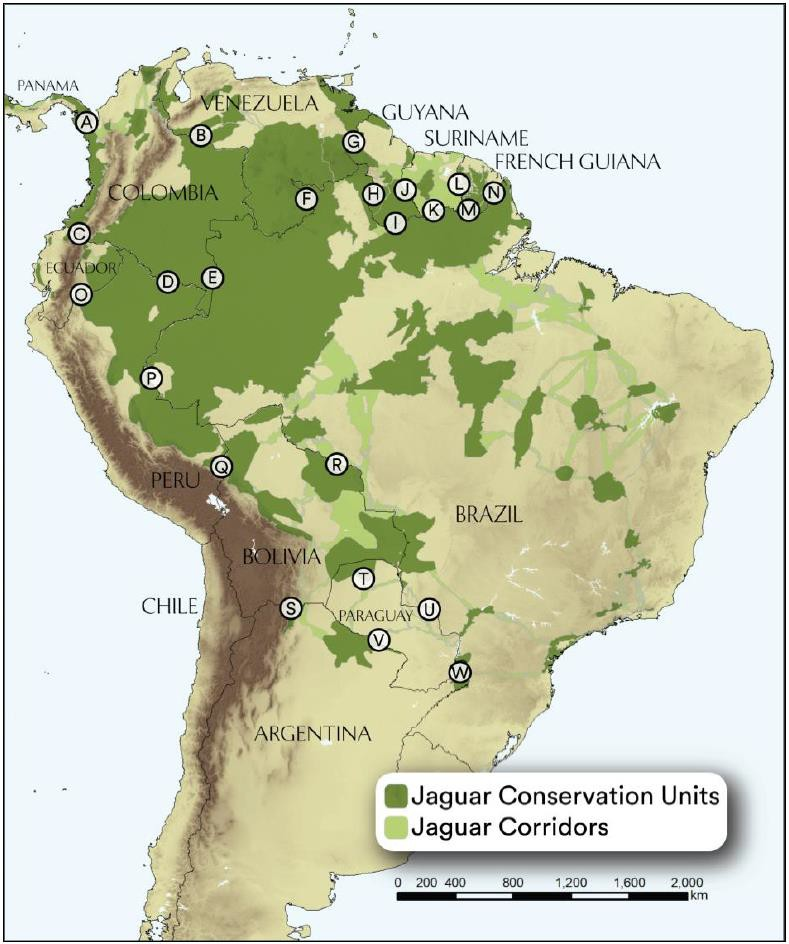 PANAMA
A
VENEZUELA
B
GUYANA
G
SURINAME
FRENCH GUIANA
COLOMBIA
F
H
J
L
N
I
K
M
C
ECUADOR
D
E
O
P
Q
R
PERU
BRAZIL
BOLIVIA
T
CHILE
S
PARAGUAY
U
V
W
ARGENTINA
Jaguar Conservation Units
Jaguar Corridors
0 200 400 800 1,200 1,600 2,000
km